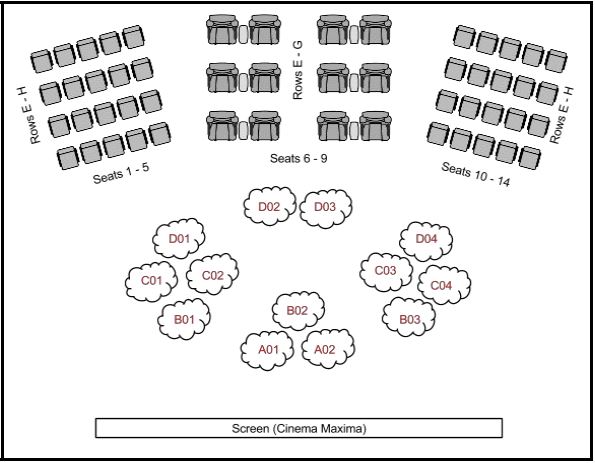 Rows E - H
Rows E - G
Rows E - H
Seats 1 - 5
Seats 6 - 9
Seats 10 - 14
D02
D03
D01
D04
C01
C02
C03
C04
B01
B02
B03
A01
A02
Screen (Cinema Maxima)